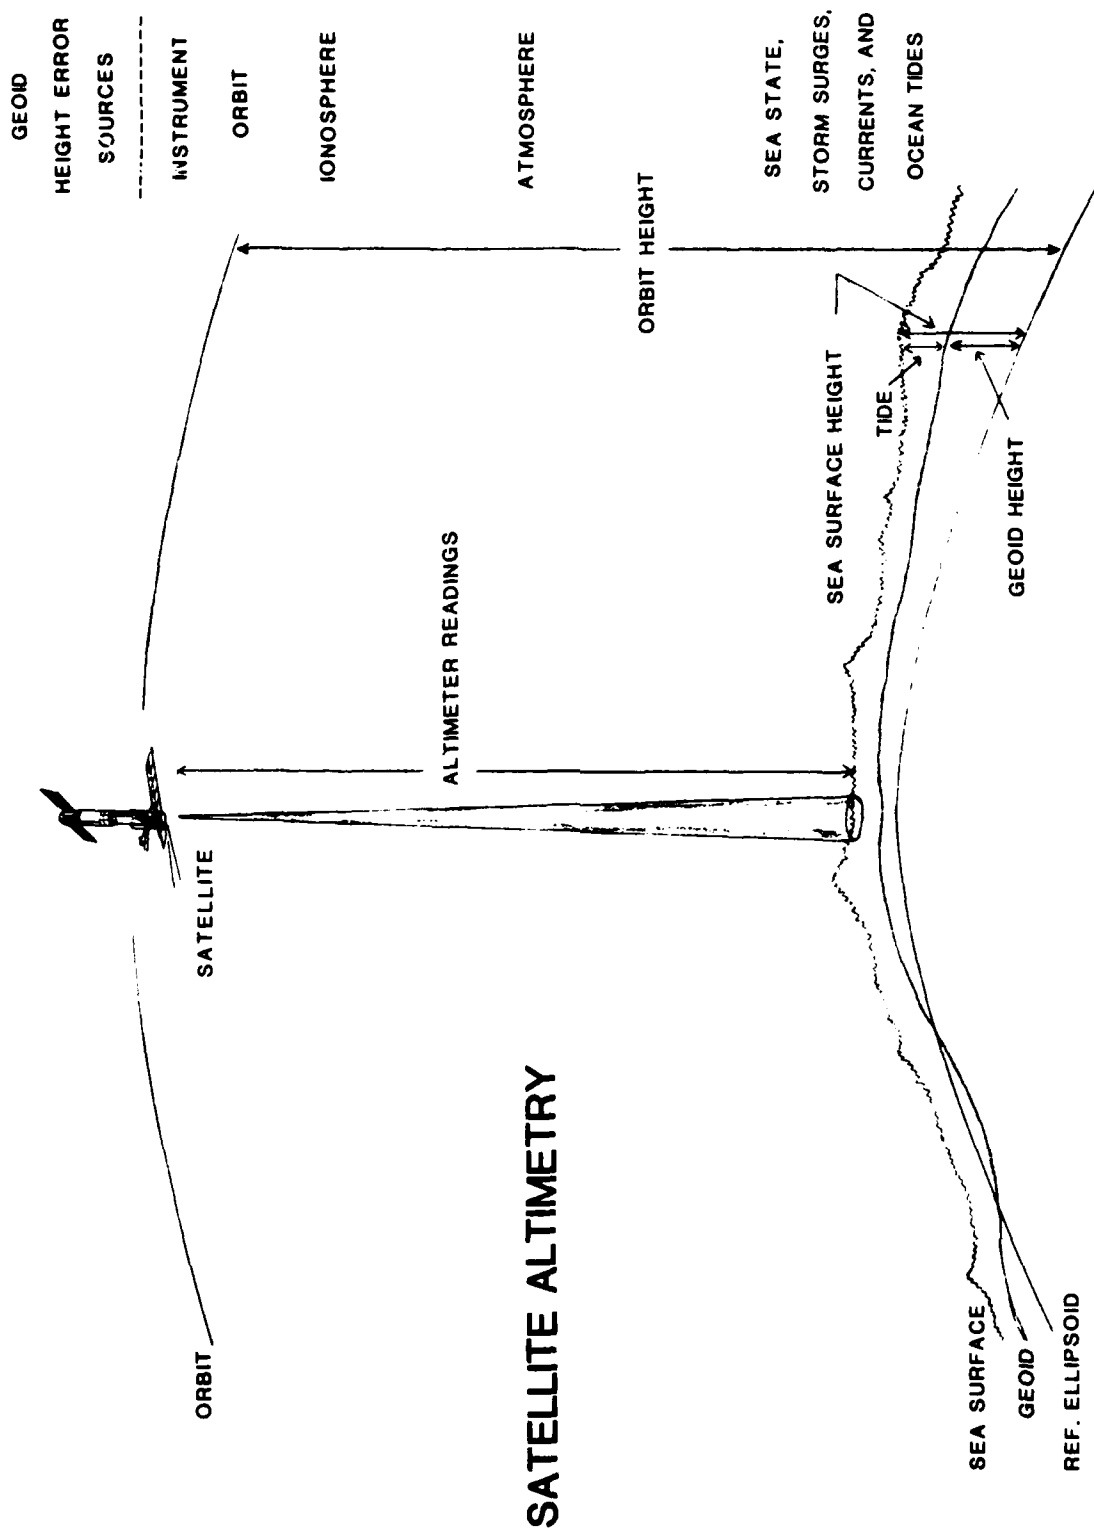 SATELLITE ALTIMETRY
GEOID
HEIGHT ERROR
SOURCES
INSTRUMENT
ORBIT
IONOSPHERE
ATMOSPHERE
SEA STATE,
STORM SURGES,
CURRENTS, AND
OCEAN TIDES
ORBIT
SATELLITE
ALTIMETER READINGS
ORBIT HEIGHT
SEA SURFACE HEIGHT
TIDE
GEOID HEIGHT
SEA SURFACE
GEOID
REF. ELLIPSOID